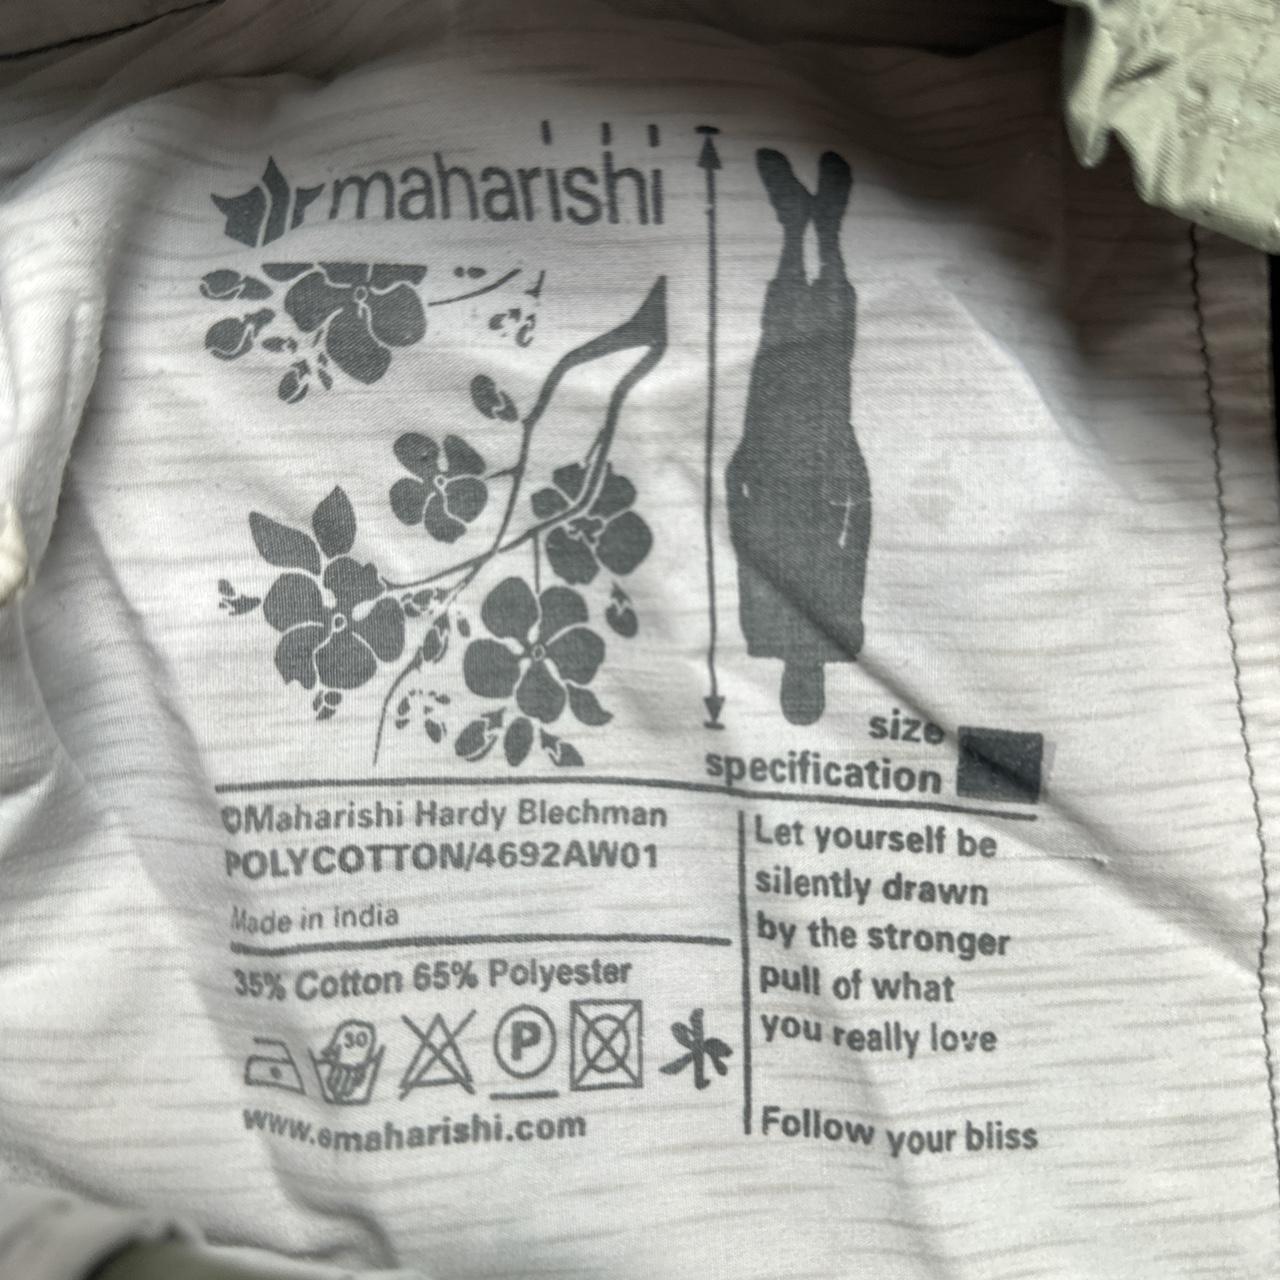 maharishi
size
specification
©Maharishi Hardy Blechman
POLYCOTTON/4692AW01
Made in India
35% Cotton 65% Polyester
30
P
www.emaharishi.com
Let yourself be
silently drawn
by the stronger
pull of what
you really love
Follow your bliss